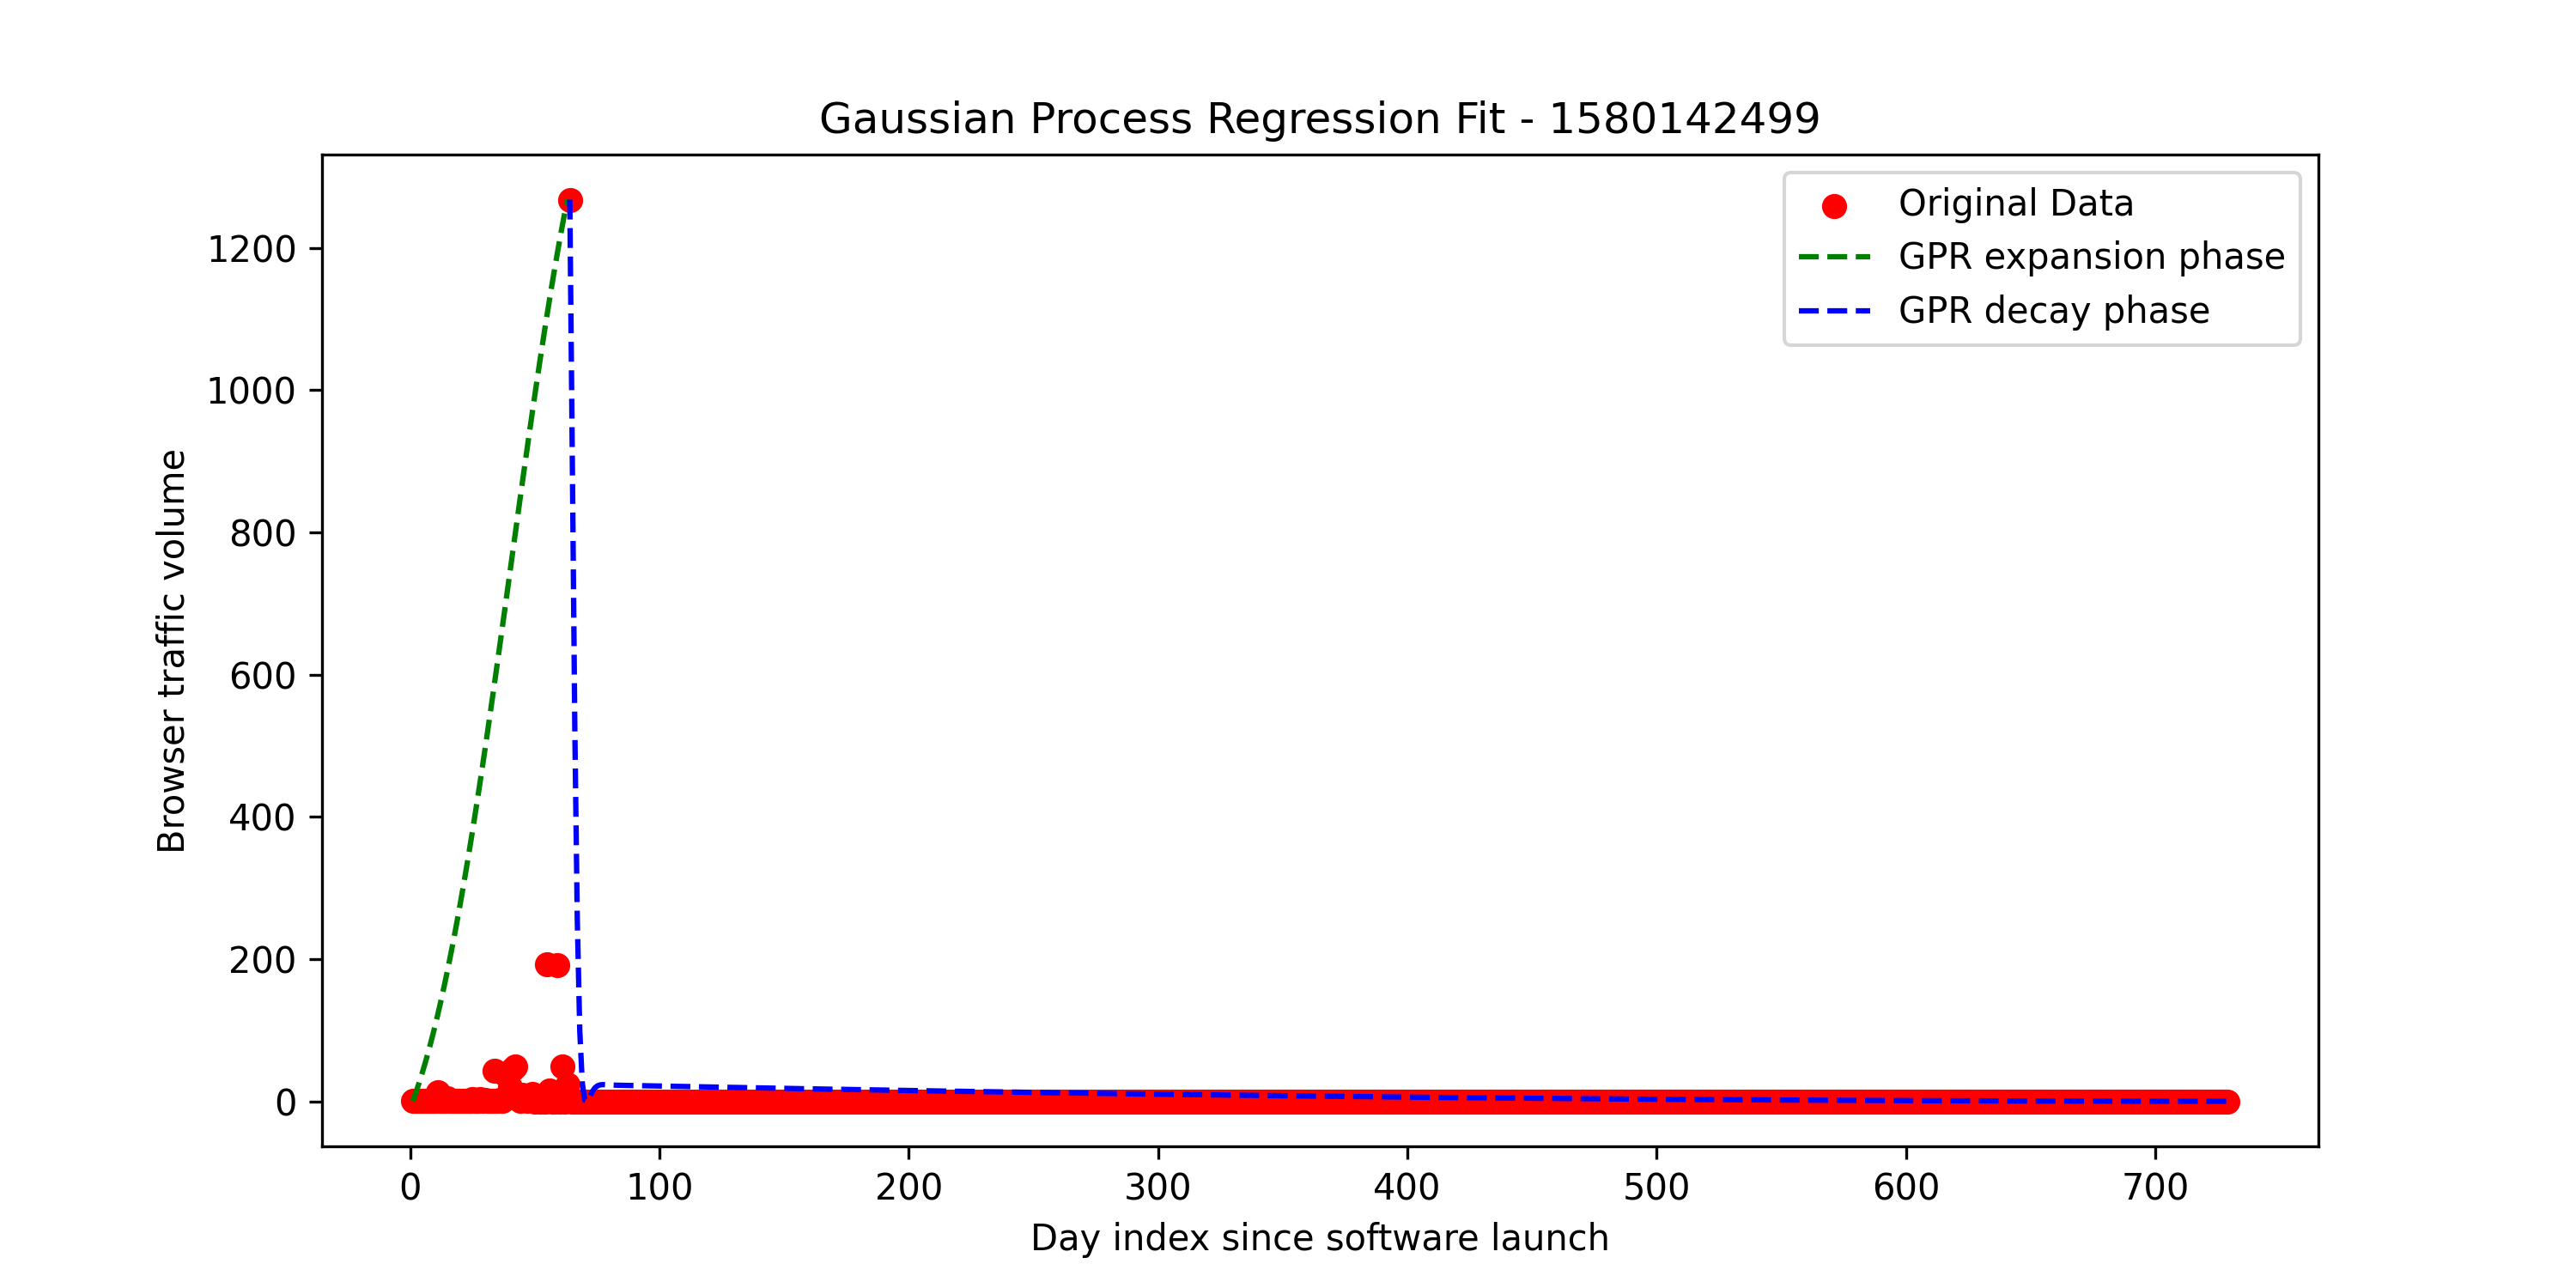 Gaussian Process Regression Fit - 1580142499
Original Data
GPR expansion phase
GPR decay phase
Browser traffic volume
1200
1000
800
600
400
200
0
0 100 200 300 400 500 600 700
Day index since software launch